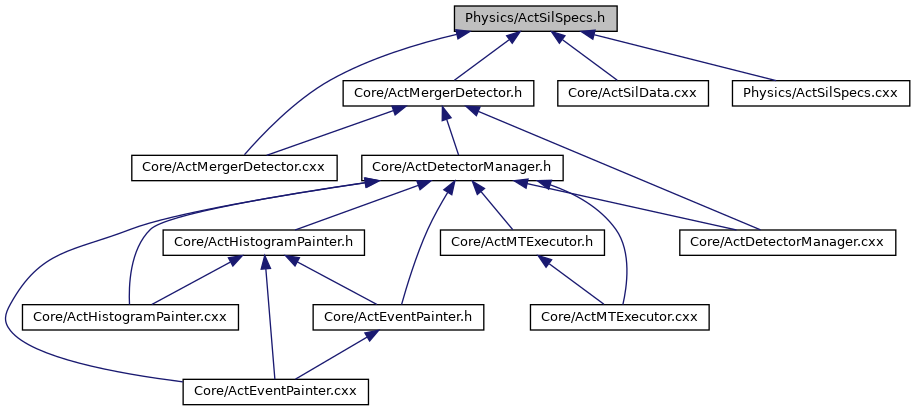 Physics/ActSilSpecs.h
Core/ActMergerDetector.h
Core/ActSilData.cxx
Physics/ActSilSpecs.cxx
Core/ActMergerDetector.cxx
Core/ActDetectorManager.h
Core/ActHistogramPainter.h
Core/ActMTExecutor.h
Core/ActDetectorManager.cxx
Core/ActHistogramPainter.cxx
Core/ActEventPainter.h
Core/ActMTExecutor.cxx
Core/ActEventPainter.cxx